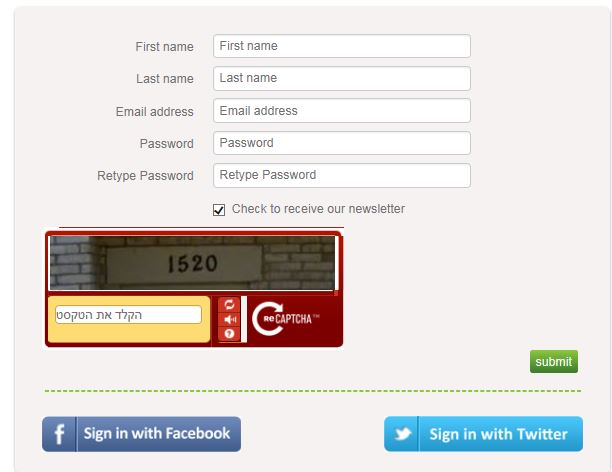 First name First name
Last name Last name
Email address Email address
Password Password
Retype Password Retype Password
Check to receive our newsletter
1520
הקלד את הטקסט
ReCAPTCHA™
submit
Sign in with Facebook
Sign in with Twitter